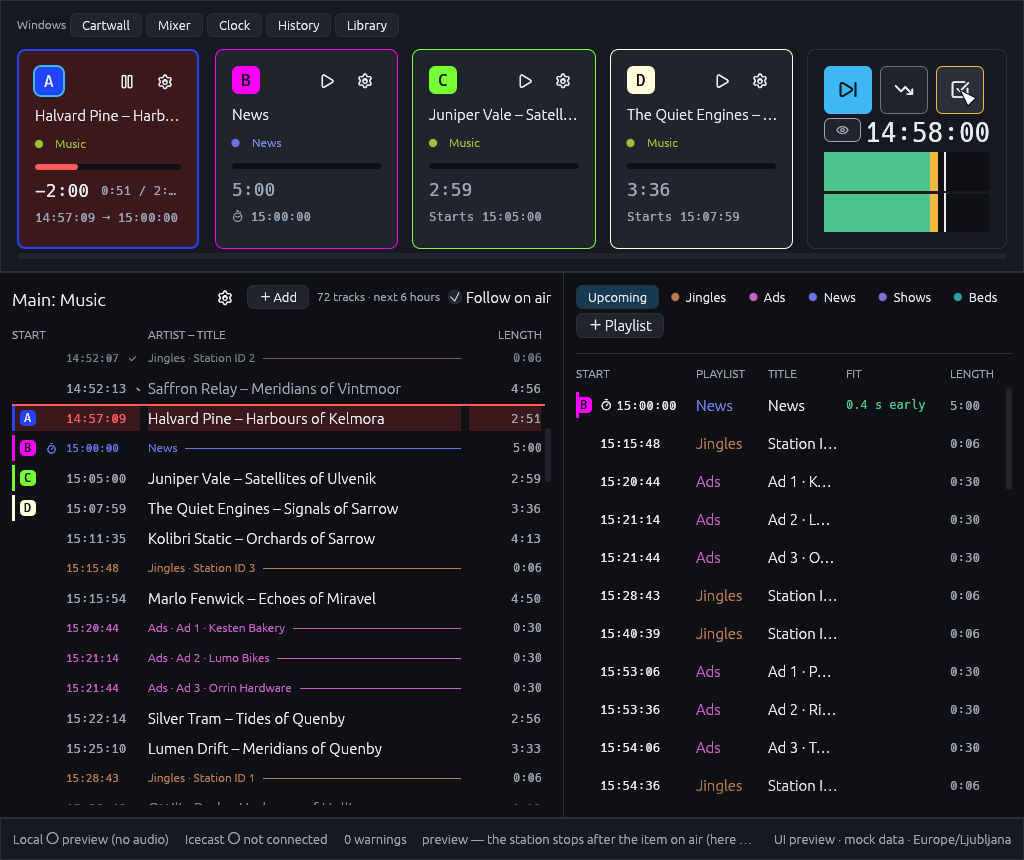 Windows Cartwall Mixer Clock History Library
A
Halvard Pine – Harb…
Music
−2:00 0:51 / 2:…
14:57:09 → 15:00:00
B
News
News
5:00
15:00:00
C
Juniper Vale – Satell…
Music
2:59
Starts 15:05:00
D
The Quiet Engines – …
Music
3:36
Starts 15:07:59
14:58:00
Main: Music + Add 72 tracks · next 6 hours Follow on air
START ARTIST – TITLE LENGTH
14:52:07 Jingles · Station ID 2 0:06
14:52:13 Saffron Relay – Meridians of Vintmoor 4:56
A 14:57:09 Halvard Pine – Harbours of Kelmora 2:51
B 15:00:00 News 5:00
C 15:05:00 Juniper Vale – Satellites of Ulvenik 2:59
D 15:07:59 The Quiet Engines – Signals of Sarrow 3:36
15:11:35 Kolibri Static – Orchards of Sarrow 4:13
15:15:48 Jingles · Station ID 3 0:06
15:15:54 Marlo Fenwick – Echoes of Miravel 4:50
15:20:44 Ads · Ad 1 · Kesten Bakery 0:30
15:21:14 Ads · Ad 2 · Lumo Bikes 0:30
15:21:44 Ads · Ad 3 · Orrin Hardware 0:30
15:22:14 Silver Tram – Tides of Quenby 2:56
15:25:10 Lumen Drift – Meridians of Quenby 3:33
15:28:43 Jingles · Station ID 1 0:06
Upcoming Jingles Ads News Shows Beds
+ Playlist
START PLAYLIST TITLE FIT LENGTH
B 15:00:00 News News 0.4 s early 5:00
15:15:48 Jingles Station I… 0:06
15:20:44 Ads Ad 1 · K… 0:30
15:21:14 Ads Ad 2 · L… 0:30
15:21:44 Ads Ad 3 · O… 0:30
15:28:43 Jingles Station I… 0:06
15:40:39 Jingles Station I… 0:06
15:53:06 Ads Ad 1 · P… 0:30
15:53:36 Ads Ad 2 · Ri… 0:30
15:54:06 Ads Ad 3 · T… 0:30
15:54:36 Jingles Station I… 0:06
Local preview (no audio) Icecast not connected 0 warnings preview — the station stops after the item on air (here … UI preview · mock data · Europe/Ljubljana